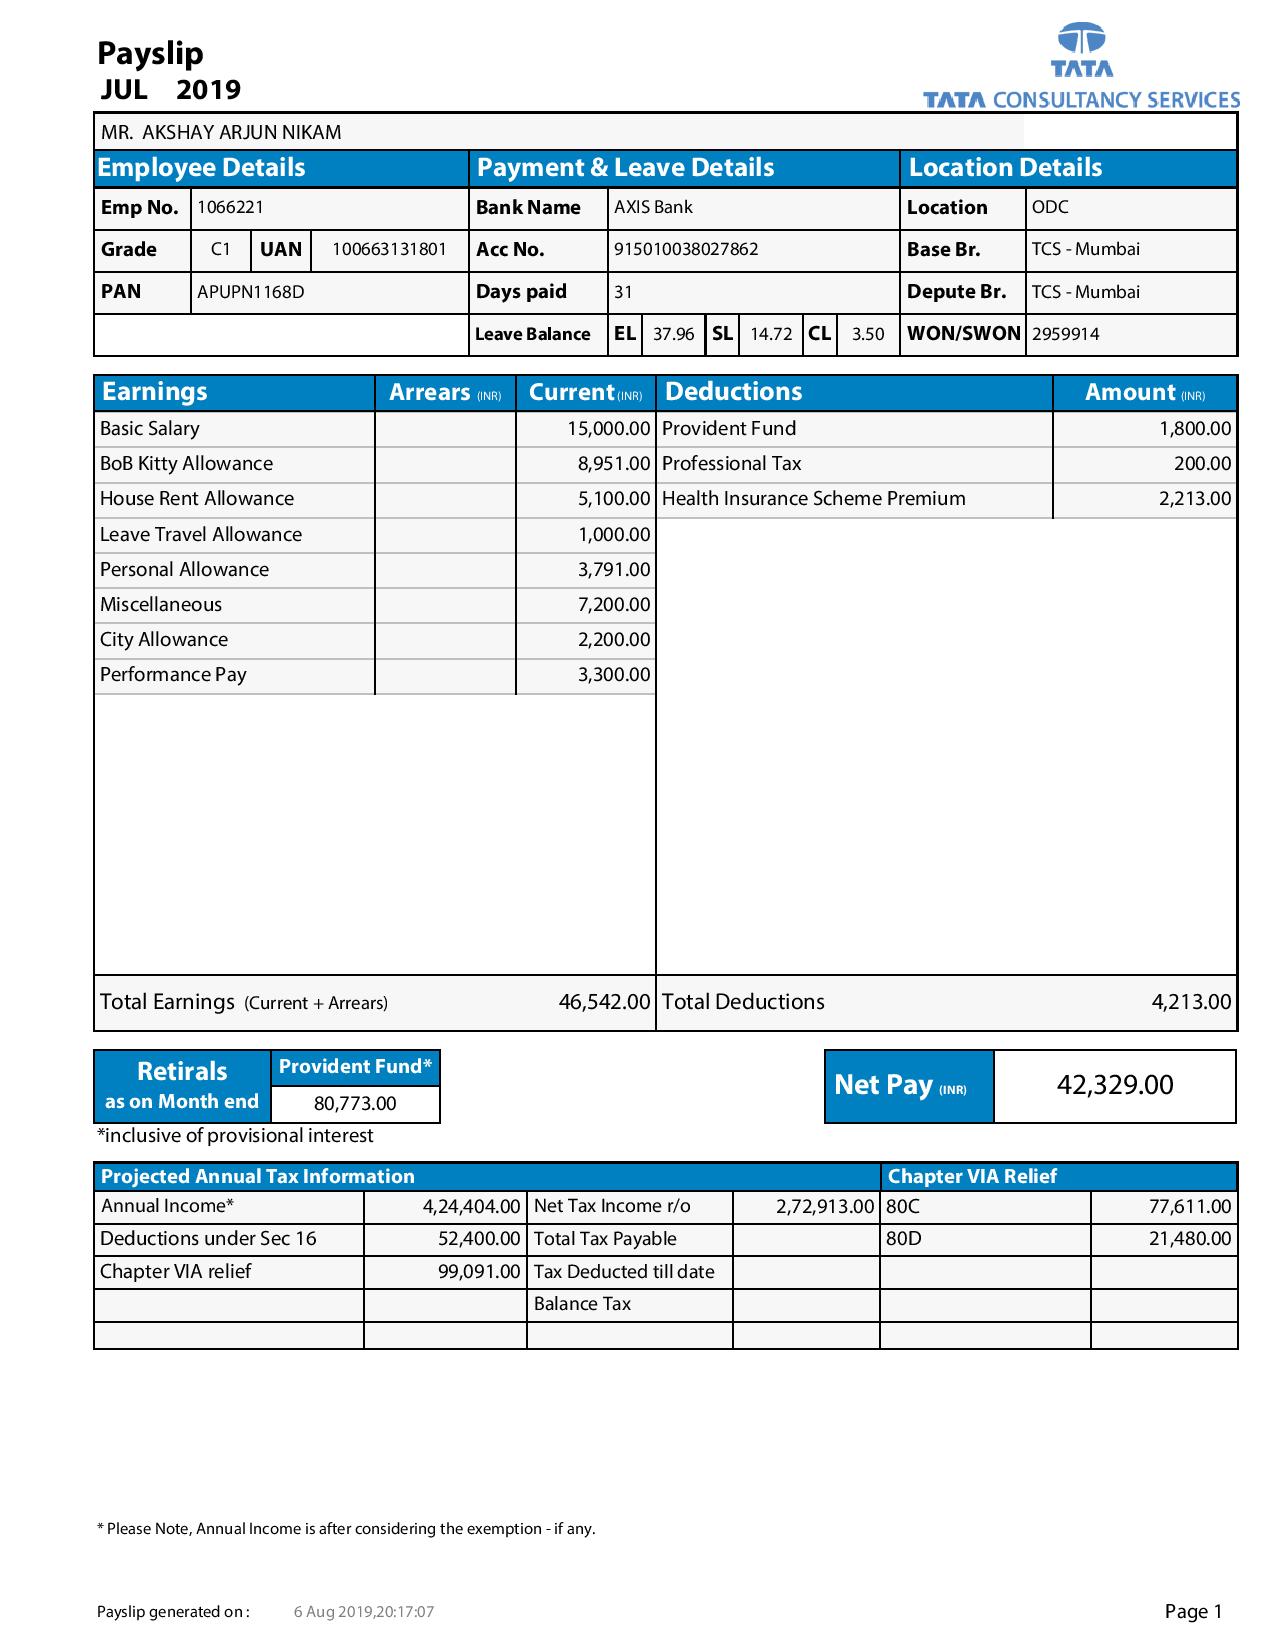 Payslip
JUL 2019
TATA
TATA CONSULTANCY SERVICES
MR. AKSHAY ARJUN NIKAM
Employee Details Payment & Leave Details Location Details
Emp No. 1066221 Bank Name AXIS Bank Location ODC
Grade C1 UAN 100663131801 Acc No. 915010038027862 Base Br. TCS - Mumbai
PAN APUPN1168D Days paid 31 Depute Br. TCS - Mumbai
Leave Balance EL 37.96 SL 14.72 CL 3.50 WON/SWON 2959914
Earnings Arrears (INR) Current (INR) Deductions Amount (INR)
Basic Salary 15,000.00 Provident Fund 1,800.00
BoB Kitty Allowance 8,951.00 Professional Tax 200.00
House Rent Allowance 5,100.00 Health Insurance Scheme Premium 2,213.00
Leave Travel Allowance 1,000.00
Personal Allowance 3,791.00
Miscellaneous 7,200.00
City Allowance 2,200.00
Performance Pay 3,300.00
Total Earnings (Current + Arrears) 46,542.00 Total Deductions 4,213.00
Retirals as on Month end Provident Fund* 80,773.00 Net Pay (INR) 42,329.00
*inclusive of provisional interest
Projected Annual Tax Information Chapter VIA Relief
Annual Income* 4,24,404.00 Net Tax Income r/o 2,72,913.00 80C 77,611.00
Deductions under Sec 16 52,400.00 Total Tax Payable 80D 21,480.00
Chapter VIA relief 99,091.00 Tax Deducted till date
Balance Tax
* Please Note, Annual Income is after considering the exemption - if any.
Payslip generated on : 6 Aug 2019,20:17:07 Page 1